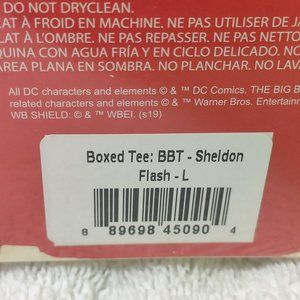 DO NOT DRYCLEAN.
AT À FROID EN MACHINE. NE PAS UTILISER DE JA
LAT À L'OMBRE. NE PAS REPASSER. NE PAS NETTO
QUINA CON AGUA FRÍA Y EN CICLO DELICADO. NO
AREA PLANA EN SOMBRA. NO PLANCHAR. NO LAV
All DC characters and elements © & ™ DC Comics. THE BIG B
related characters and elements © & ™ Warner Bros. Entertainm
WB SHIELD: © & ™ WBEI. (s19)
Boxed Tee: BBT - Sheldon
Flash - L
8 89698 45090 4